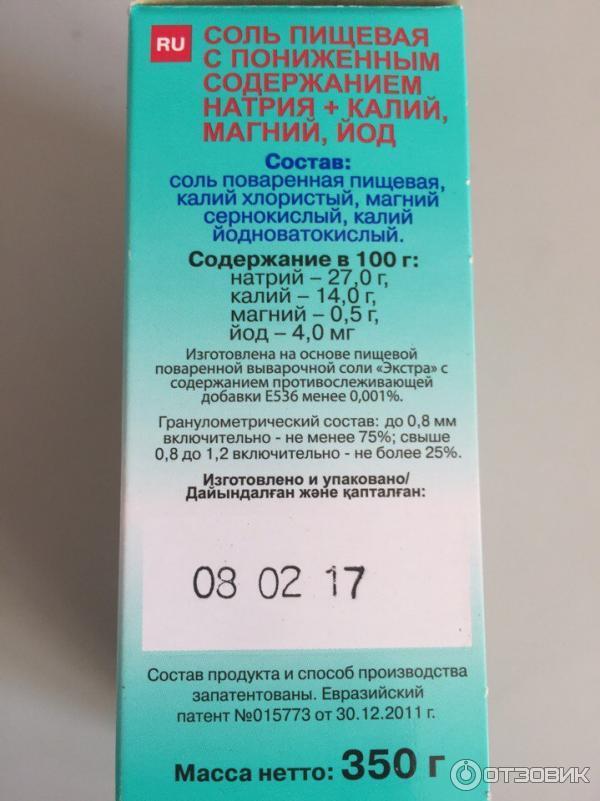 RU
СОЛЬ ПИЩЕВАЯ
С ПОНИЖЕННЫМ
СОДЕРЖАНИЕМ
НАТРИЯ + КАЛИЙ,
МАГНИЙ, ЙОД
Состав:
соль поваренная пищевая,
калий хлористый, магний
сернокислый, калий
йодноватокислый.
Содержание в 100 г:
натрий – 27,0 г,
калий – 14,0 г,
магний – 0,5 г,
йод – 4,0 мг
Изготовлена на основе пищевой
поваренной выварочной соли «Экстра» с
содержанием противослеживающей
добавки Е536 менее 0,001%.
Гранулометрический состав: до 0,8 мм
включительно - не менее 75%; свыше
0,8 до 1,2 включительно - не более 25%.
Изготовлено и упаковано/
Дайындалған және қапталған:
08 02 17
Состав продукта и способ производства
запатентованы. Евразийский
патент №015773 от 30.12.2011 г.
Масса нетто: 350 г
ОТЗОВИК